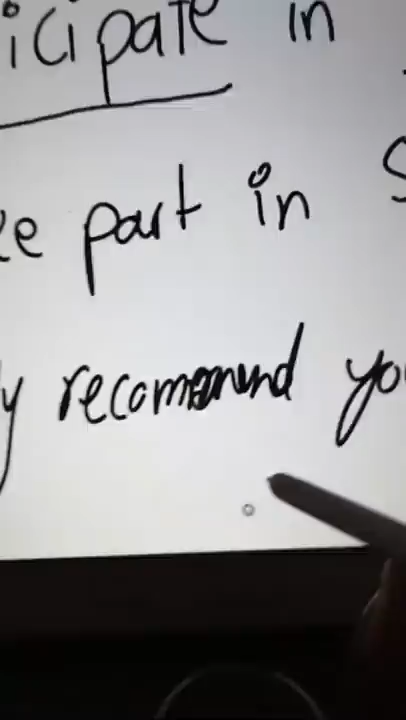 icipate in
part in
recommend yo